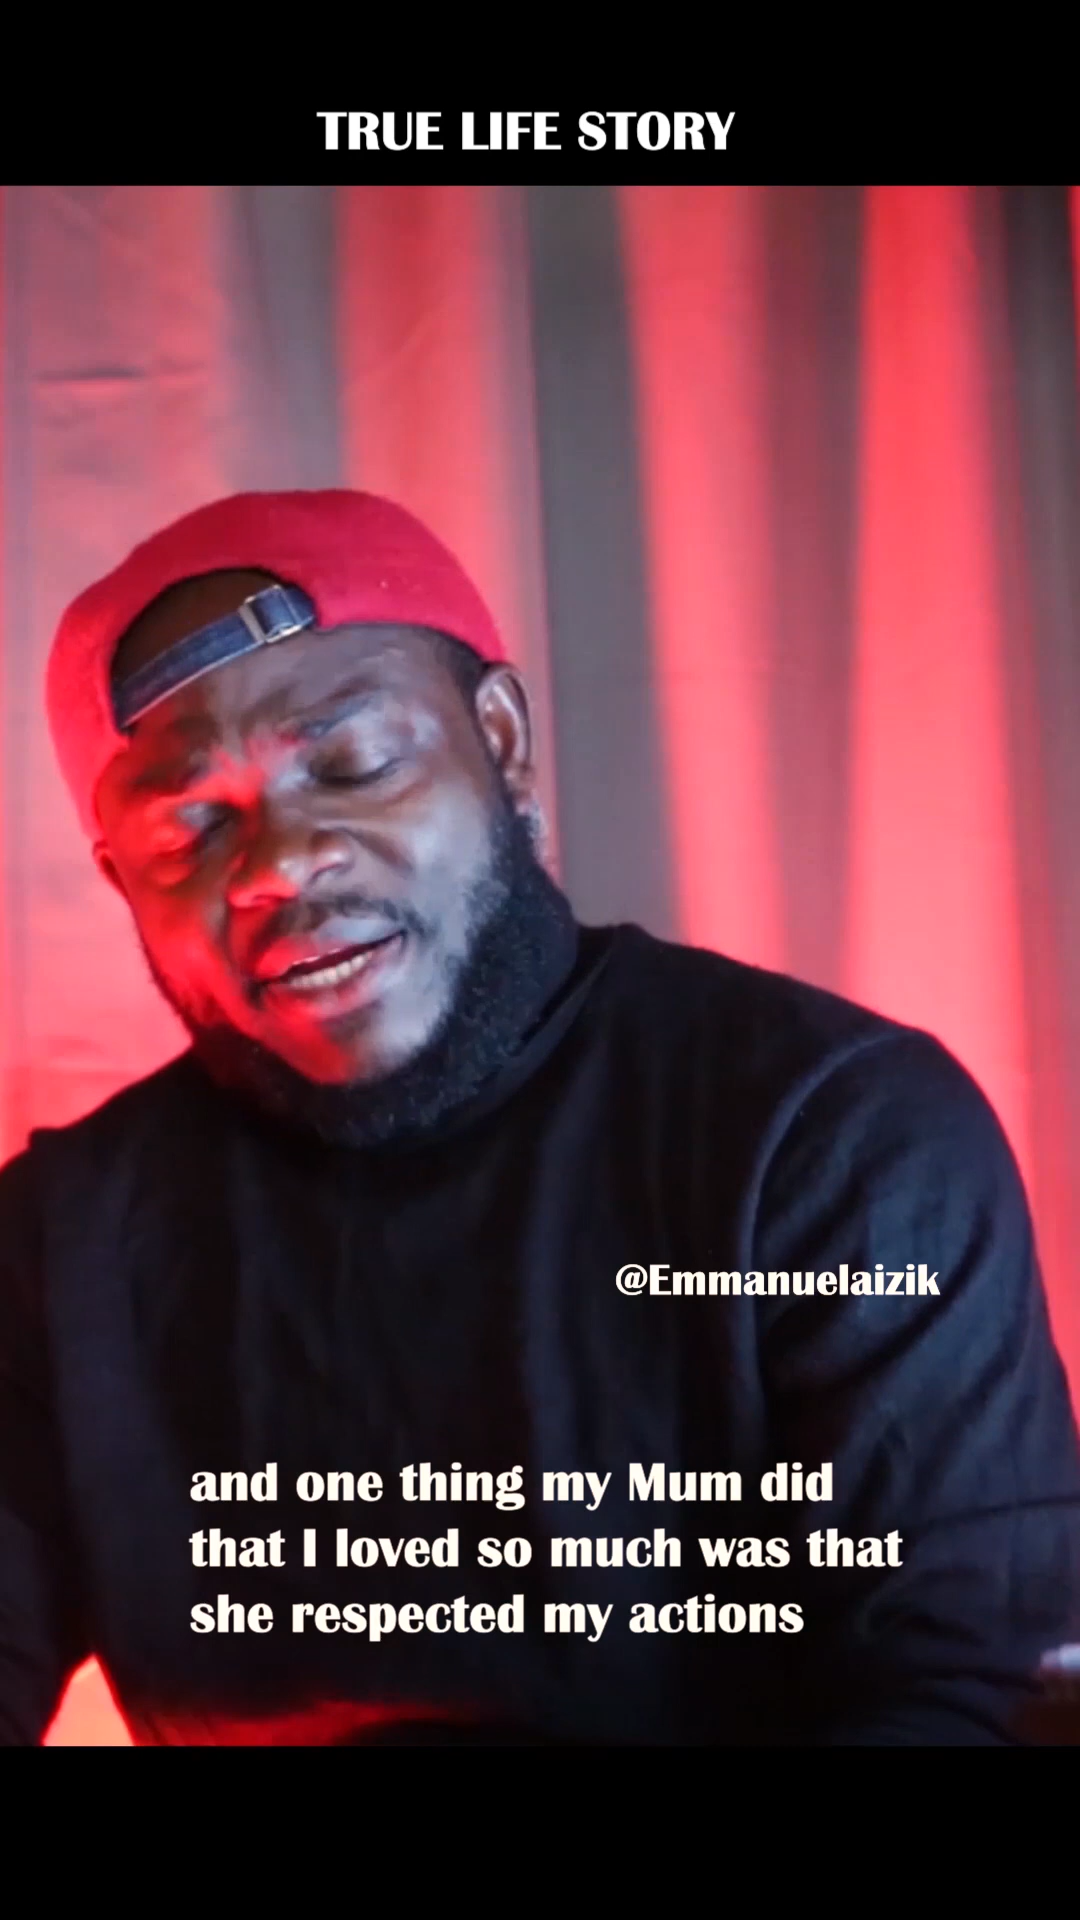 TRUE LIFE STORY
@Emmanuelaizik
and one thing my Mum did
that I loved so much was that
she respected my actions